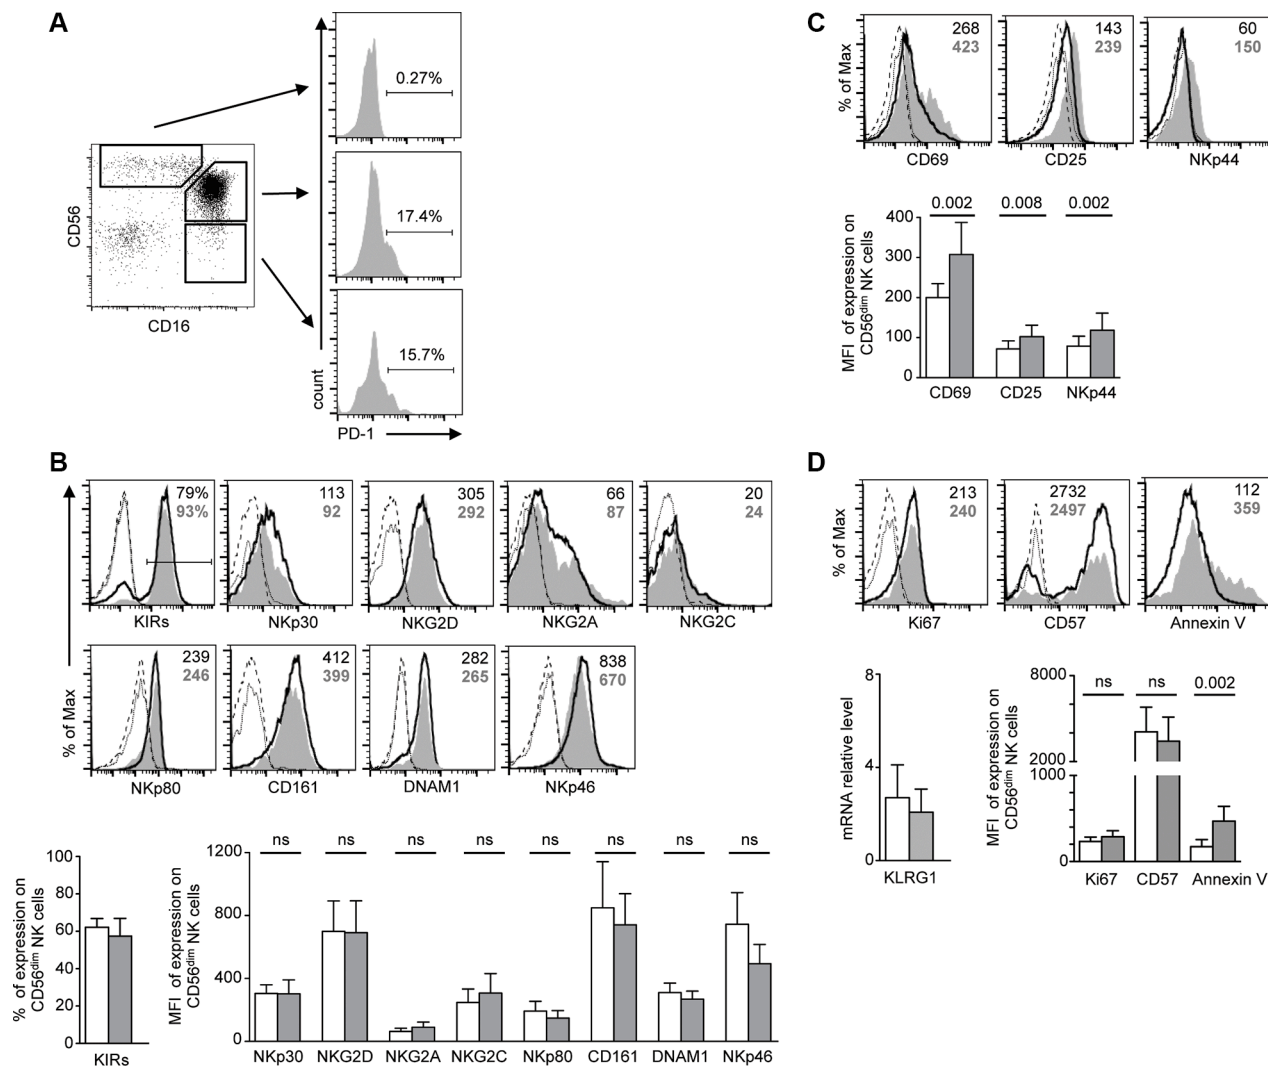 A
CD56
CD16
0.27%
17.4%
15.7%
count
PD-1
B
% of Max
79%
93%
KIRs
113
92
NKp30
305
292
NKG2D
66
87
NKG2A
20
24
NKG2C
239
246
NKp80
412
399
CD161
282
265
DNAM1
838
670
NKp46
% of expression on
CD56dim NK cells
100
80
60
40
20
0
KIRs
MFI of expression on
CD56dim NK cells
1200
800
400
0
ns ns ns ns ns ns ns ns
NKp30 NKG2D NKG2A NKG2C NKp80 CD161 DNAM1 NKp46
C
% of Max
268
423
CD69
143
239
CD25
60
150
NKp44
MFI of expression on
CD56dim NK cells
400
300
200
100
0
0.002 0.008 0.002
CD69 CD25 NKp44
D
% of Max
213
240
Ki67
2732
2497
CD57
112
359
Annexin V
mRNA relative level
8
4
0
KLRG1
MFI of expression on
CD56dim NK cells
8000
2000
1000
0
ns ns 0.002
Ki67 CD57 Annexin V